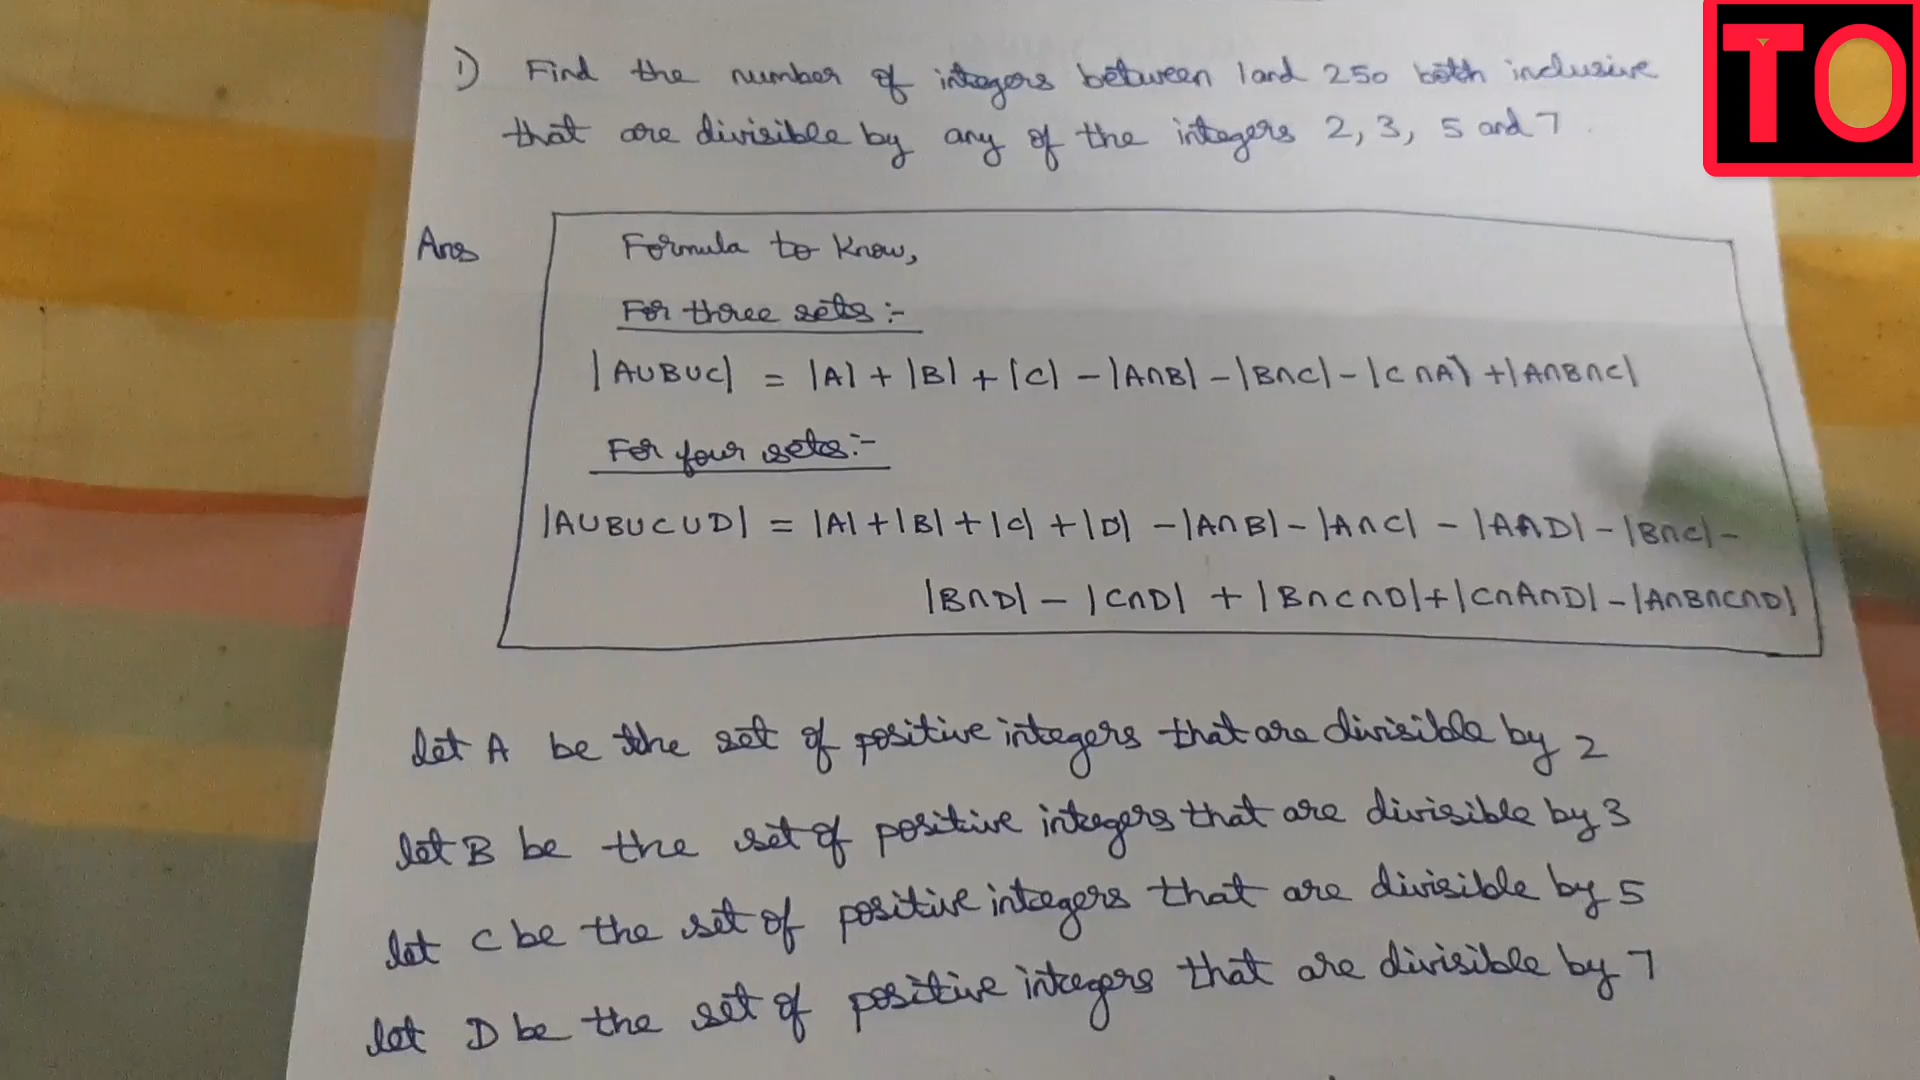 TO
1) Find the number of integers between 1 and 250 both inclusive
that are divisible by any of the integers 2, 3, 5 and 7.
Ans
Formula to know,
For three sets :-
|A∪B∪C| = |A| + |B| + |C| - |A∩B| - |B∩C| - |C∩A| + |A∩B∩C|
For four sets:-
|A∪B∪C∪D| = |A| + |B| + |C| + |D| - |A∩B| - |A∩C| - |A∩D| - |B∩C| -
|B∩D| - |C∩D| + |B∩C∩D| + |C∩A∩D| - |A∩B∩C∩D|
let A be the set of positive integers that are divisible by 2
let B be the set of positive integers that are divisible by 3
let C be the set of positive integers that are divisible by 5
let D be the set of positive integers that are divisible by 7